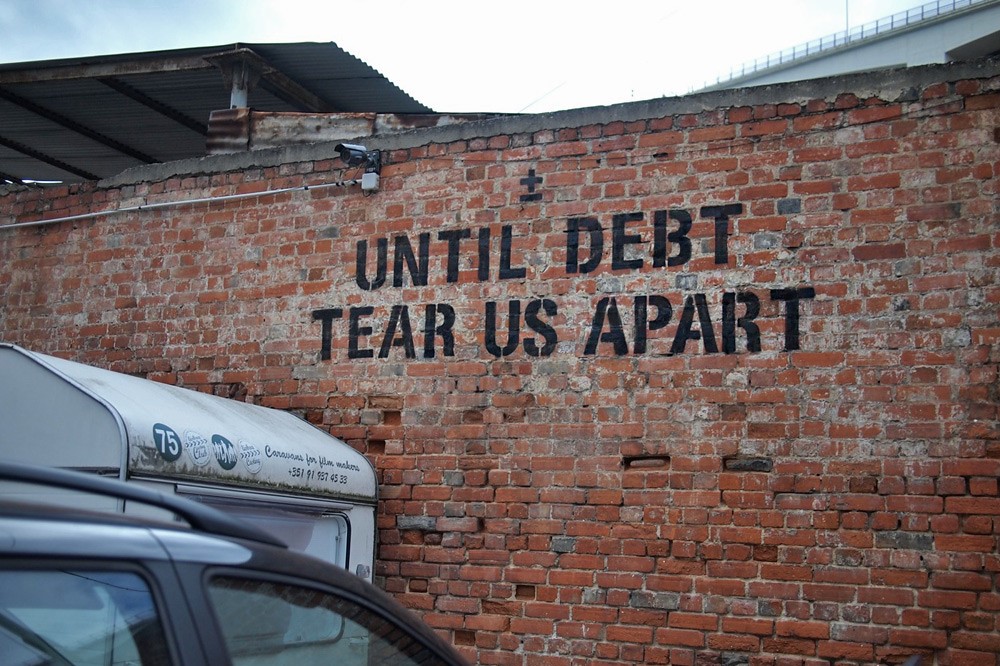 ±
UNTIL DEBT
TEAR US APART
75
Caravans for film makers
+351 91 937 45 33